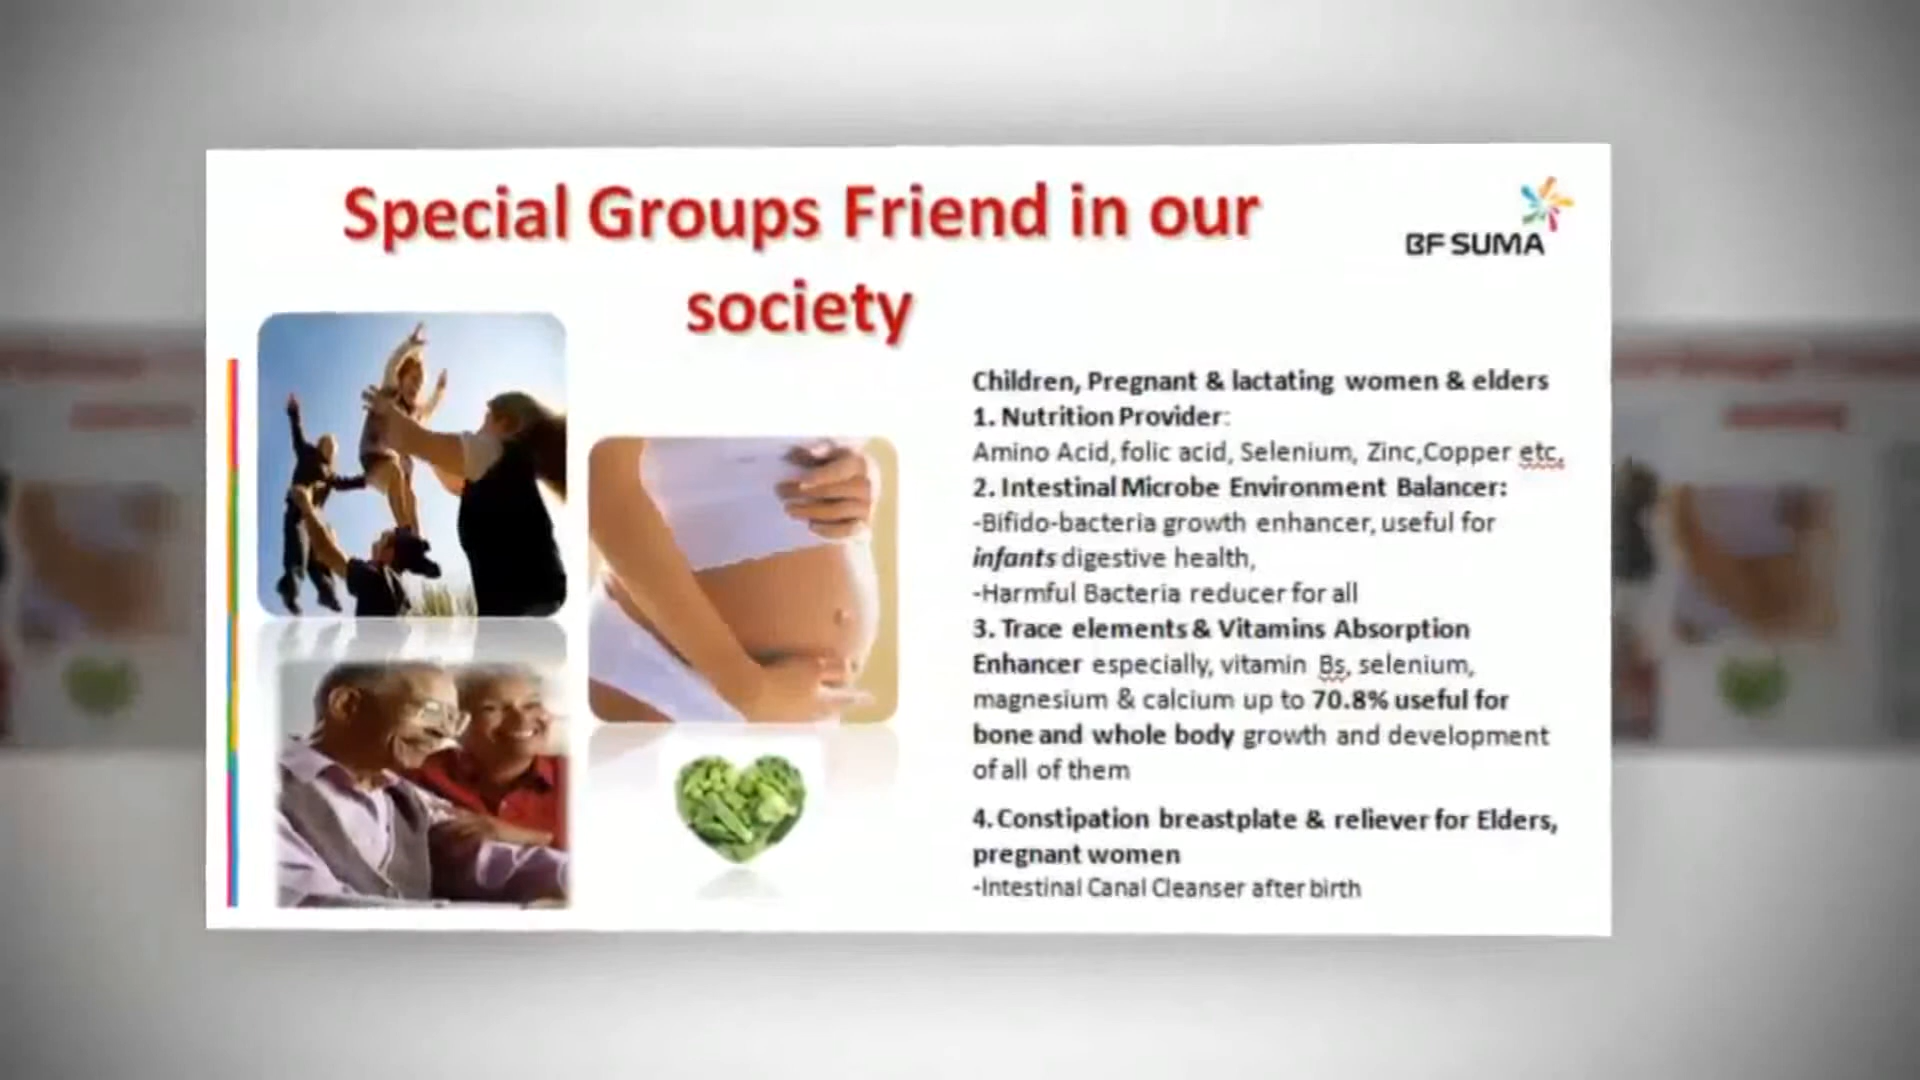 Special Groups Friend in our
society
BF SUMA
Children, Pregnant & lactating women & elders
1. Nutrition Provider:
Amino Acid, folic acid, Selenium, Zinc,Copper etc.
2. Intestinal Microbe Environment Balancer:
-Bifido-bacteria growth enhancer, useful for
infants digestive health,
-Harmful Bacteria reducer for all
3. Trace elements & Vitamins Absorption
Enhancer especially, vitamin Bs, selenium,
magnesium & calcium up to 70.8% useful for
bone and whole body growth and development
of all of them
4. Constipation breastplate & reliever for Elders,
pregnant women
-Intestinal Canal Cleanser after birth